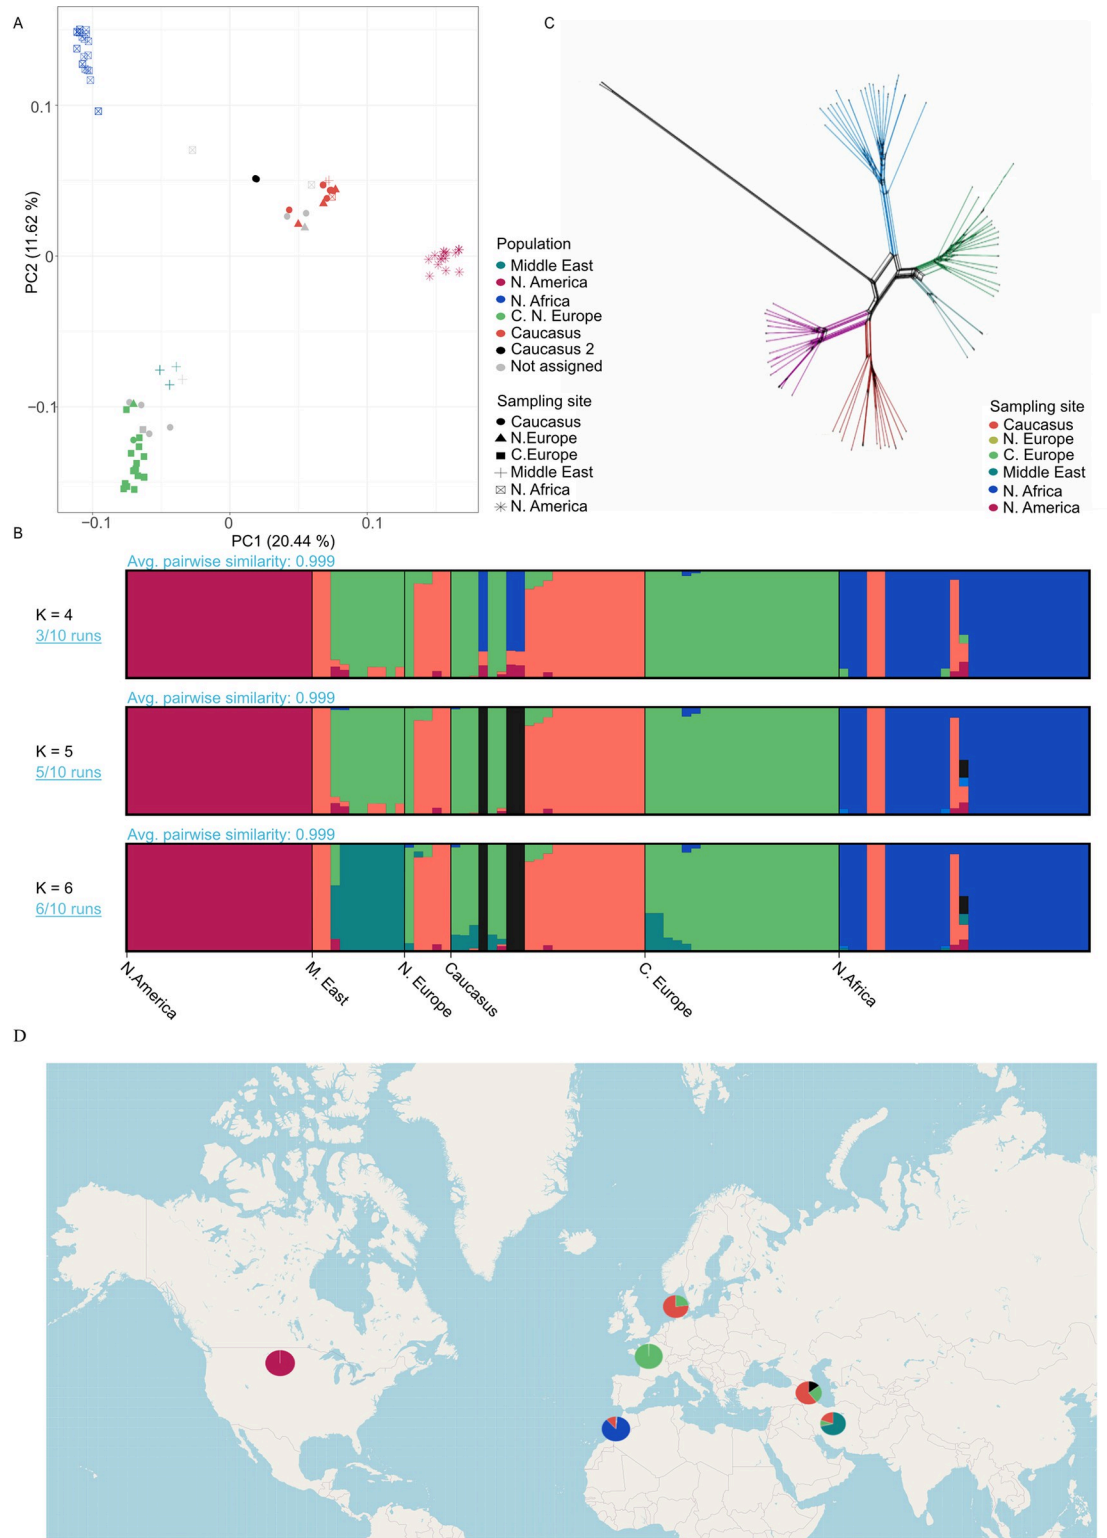 A
C
0.1
0
−0.1
PC2 (11.62 %)
−0.1
0
0.1
PC1 (20.44 %)
Population
Middle East
N. America
N. Africa
C. N. Europe
Caucasus
Caucasus 2
Not assigned
Sampling site
Caucasus
N.Europe
C.Europe
Middle East
N. Africa
N. America
Sampling site
Caucasus
N. Europe
C. Europe
Middle East
N. Africa
N. America
B
Avg. pairwise similarity: 0.999
K = 4
3/10 runs
Avg. pairwise similarity: 0.999
K = 5
5/10 runs
Avg. pairwise similarity: 0.999
K = 6
6/10 runs
N.America
M. East
N. Europe
Caucasus
C. Europe
N.Africa
D